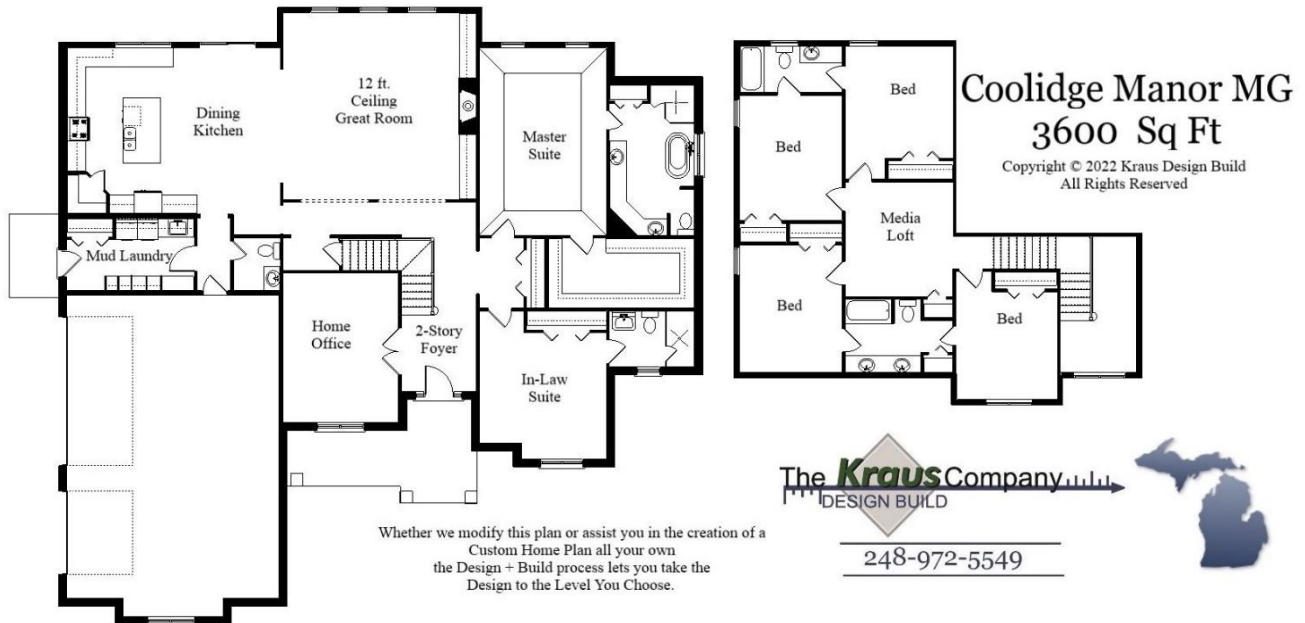 Dining
Kitchen
12 ft.
Ceiling
Great Room
Master
Suite
Mud Laundry
Home
Office
2-Story
Foyer
In-Law
Suite
Bed
Bed
Media
Loft
Bed
Bed
Coolidge Manor MG
3600 Sq Ft
Copyright © 2022 Kraus Design Build
All Rights Reserved
Whether we modify this plan or assist you in the creation of a
Custom Home Plan all your own
the Design + Build process lets you take the
Design to the Level You Choose.
The Kraus Company
DESIGN BUILD
248-972-5549